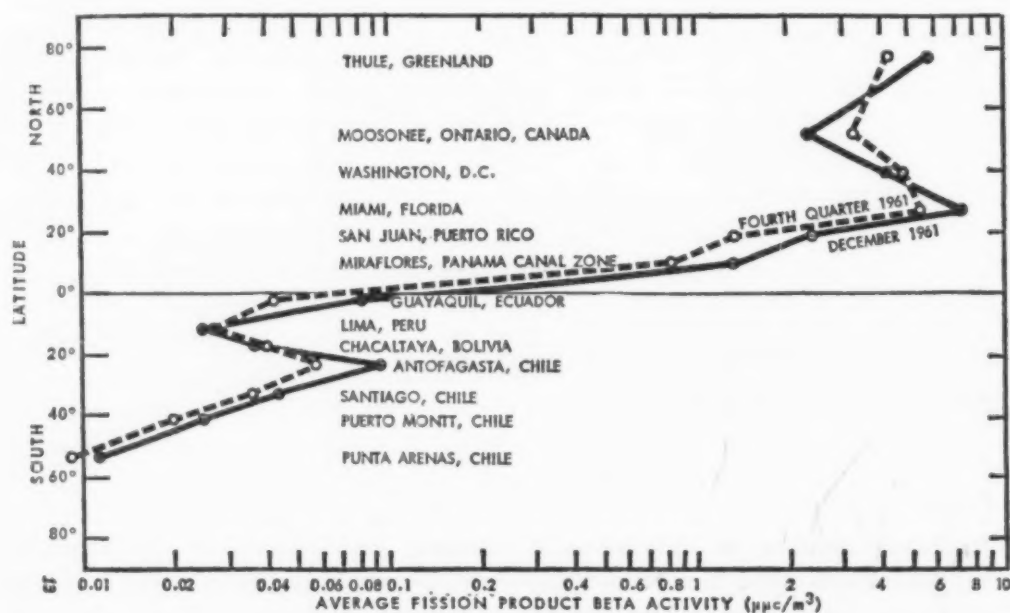 80°
THULE, GREENLAND
NORTH
60°
MOOSONEE, ONTARIO, CANADA
40°
WASHINGTON, D.C.
MIAMI, FLORIDA
FOURTH QUARTER 1961
20°
SAN JUAN, PUERTO RICO
DECEMBER 1961
MIRAFLORES, PANAMA CANAL ZONE
LATITUDE
0°
GUAYAQUIL, ECUADOR
LIMA, PERU
CHACALTAYA, BOLIVIA
20°
ANTOFAGASTA, CHILE
SANTIAGO, CHILE
40°
PUERTO MONTT, CHILE
SOUTH
PUNTA ARENAS, CHILE
60°
80°
0.01 0.02 0.04 0.06 0.08 0.1 0.2 0.4 0.6 0.8 1 2 4 6 8 10
AVERAGE FISSION PRODUCT BETA ACTIVITY (μμc/m³)